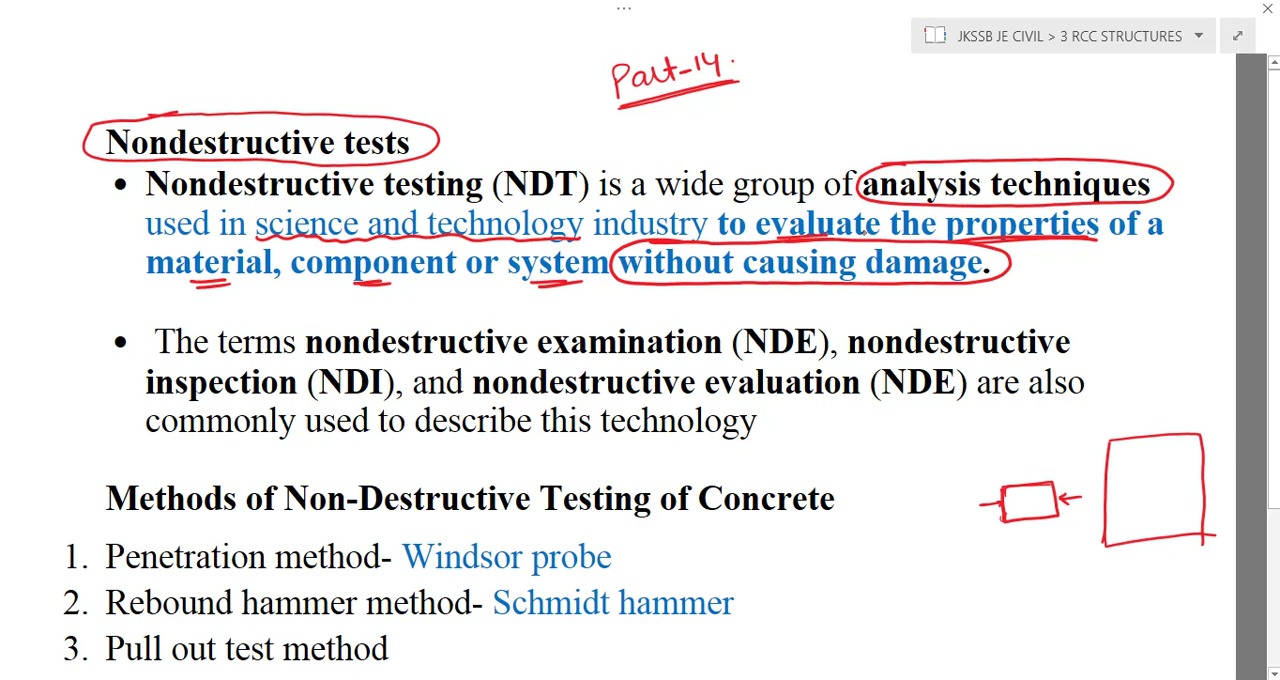 JKSSB JE CIVIL > 3 RCC STRUCTURES
Part-14.
Nondestructive tests
• Nondestructive testing (NDT) is a wide group of analysis techniques
used in science and technology industry to evaluate the properties of a
material, component or system without causing damage.
• The terms nondestructive examination (NDE), nondestructive
inspection (NDI), and nondestructive evaluation (NDE) are also
commonly used to describe this technology
Methods of Non-Destructive Testing of Concrete
1. Penetration method- Windsor probe
2. Rebound hammer method- Schmidt hammer
3. Pull out test method